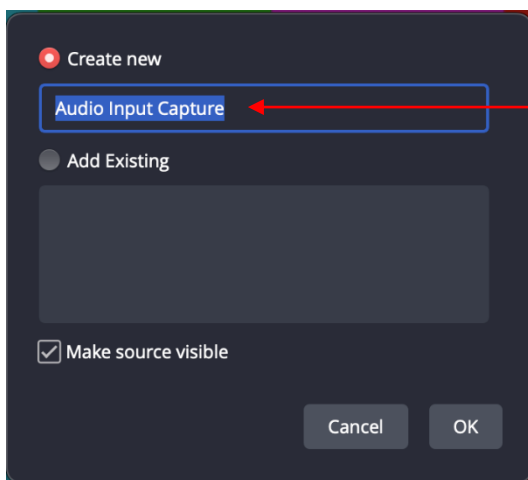 Create new
Audio Input Capture
Add Existing
Make source visible
Cancel
OK